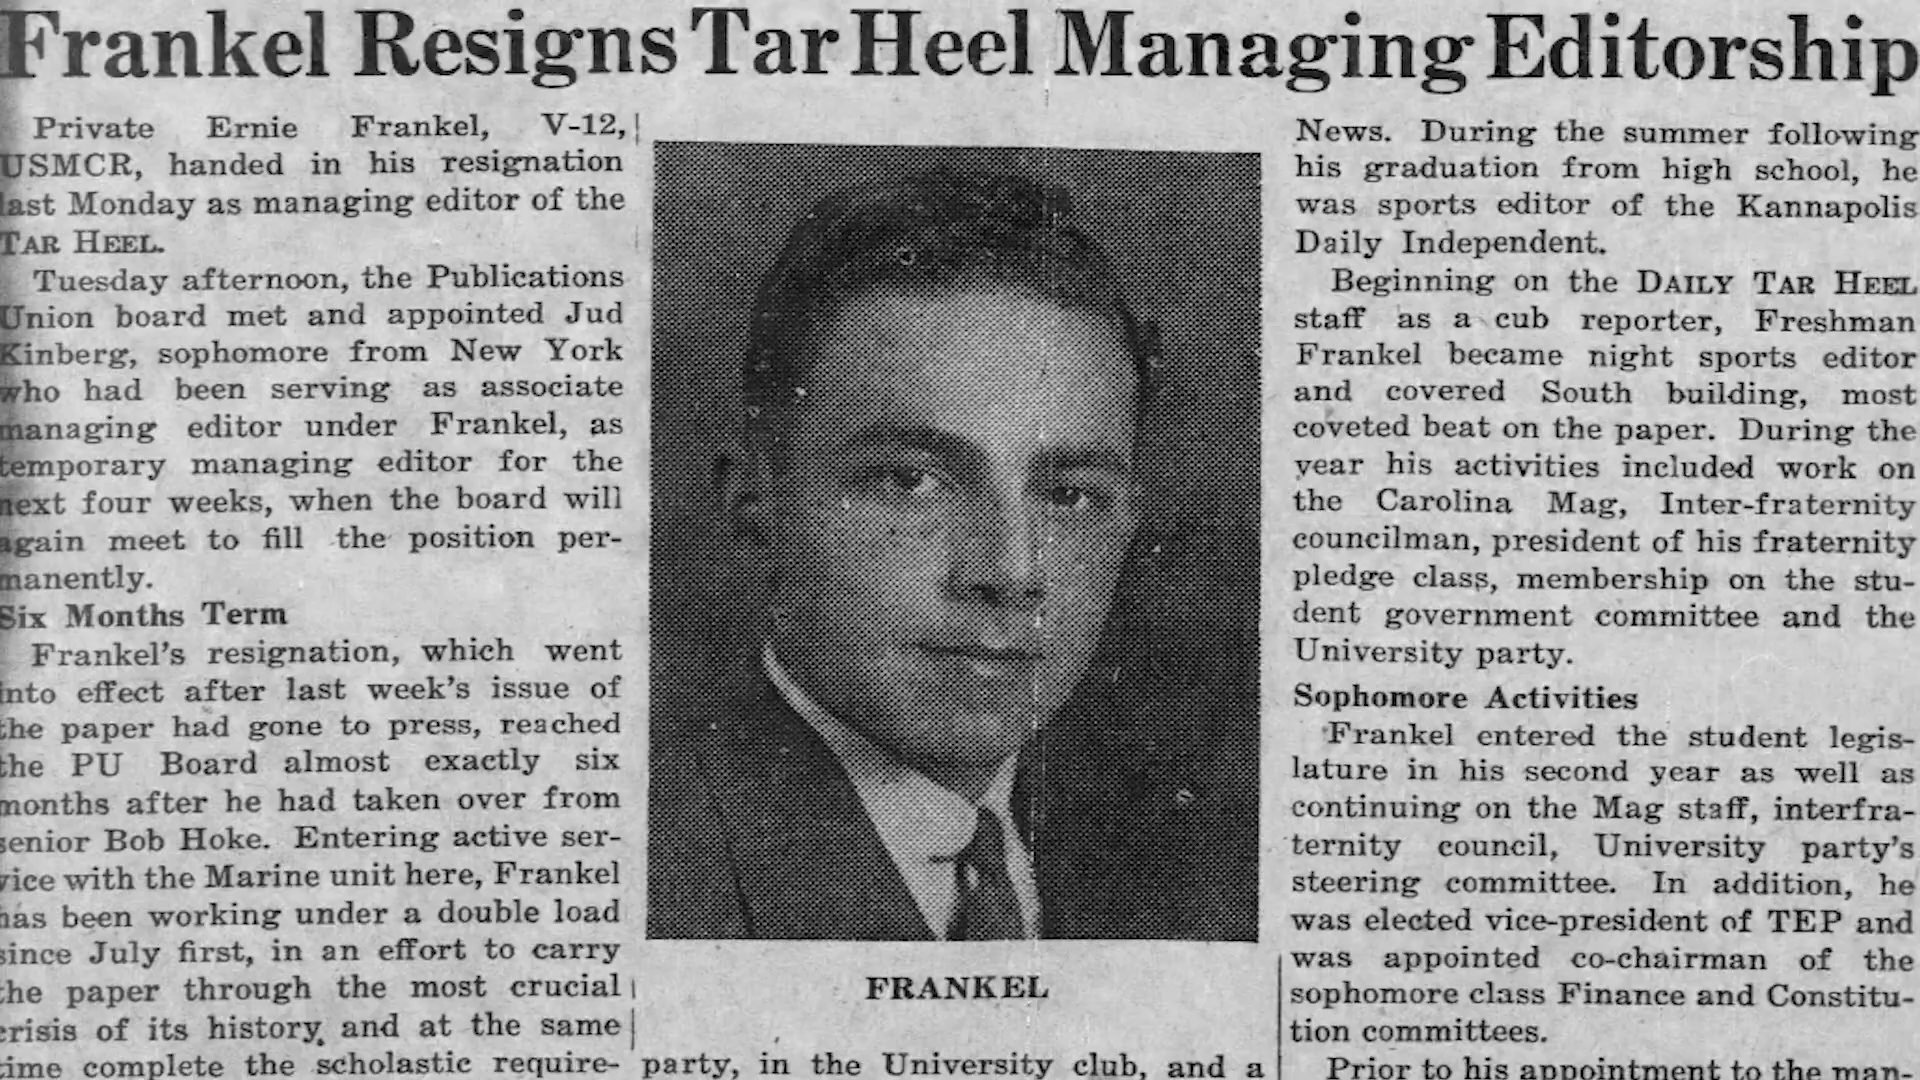 Frankel Resigns Tar Heel Managing Editorship
Private Ernie Frankel, V-12,
USMCR, handed in his resignation
last Monday as managing editor of the
TAR HEEL.
Tuesday afternoon, the Publications
Union board met and appointed Jud
Kinberg, sophomore from New York
who had been serving as associate
managing editor under Frankel, as
temporary managing editor for the
next four weeks, when the board will
again meet to fill the position per-
manently.
Six Months Term
Frankel's resignation, which went
into effect after last week's issue of
the paper had gone to press, reached
the PU Board almost exactly six
months after he had taken over from
senior Bob Hoke. Entering active ser-
vice with the Marine unit here, Frankel
has been working under a double load
since July first, in an effort to carry
the paper through the most crucial
crisis of its history, and at the same
time complete the scholastic require-
FRANKEL
party, in the University club, and a
News. During the summer following
his graduation from high school, he
was sports editor of the Kannapolis
Daily Independent.
Beginning on the DAILY TAR HEEL
staff as a cub reporter, Freshman
Frankel became night sports editor
and covered South building, most
coveted beat on the paper. During the
year his activities included work on
the Carolina Mag, Inter-fraternity
councilman, president of his fraternity
pledge class, membership on the stu-
dent government committee and the
University party.
Sophomore Activities
Frankel entered the student legis-
lature in his second year as well as
continuing on the Mag staff, interfra-
ternity council, University party's
steering committee. In addition, he
was elected vice-president of TEP and
was appointed co-chairman of the
sophomore class Finance and Constitu-
tion committees.
Prior to his appointment to the man-